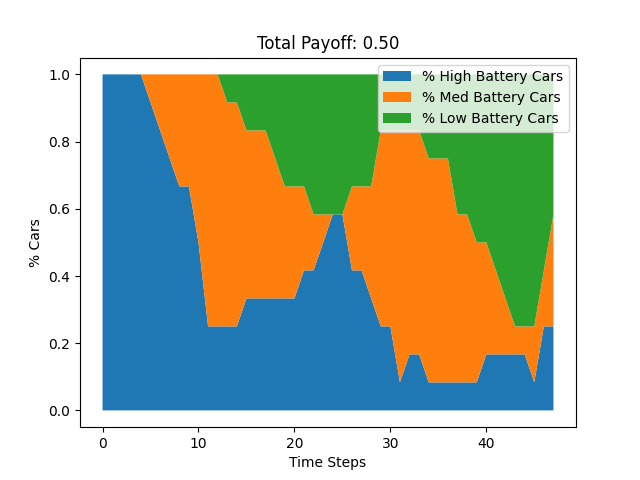 Total Payoff: 0.50
% High Battery Cars
% Med Battery Cars
% Low Battery Cars
1.0
0.8
0.6
0.4
0.2
0.0
% Cars
0 10 20 30 40
Time Steps